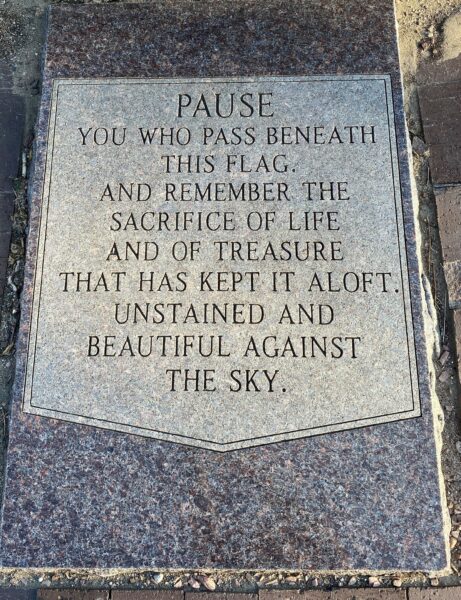 PAUSE
YOU WHO PASS BENEATH
THIS FLAG.
AND REMEMBER THE
SACRIFICE OF LIFE
AND OF TREASURE
THAT HAS KEPT IT ALOFT.
UNSTAINED AND
BEAUTIFUL AGAINST
THE SKY.